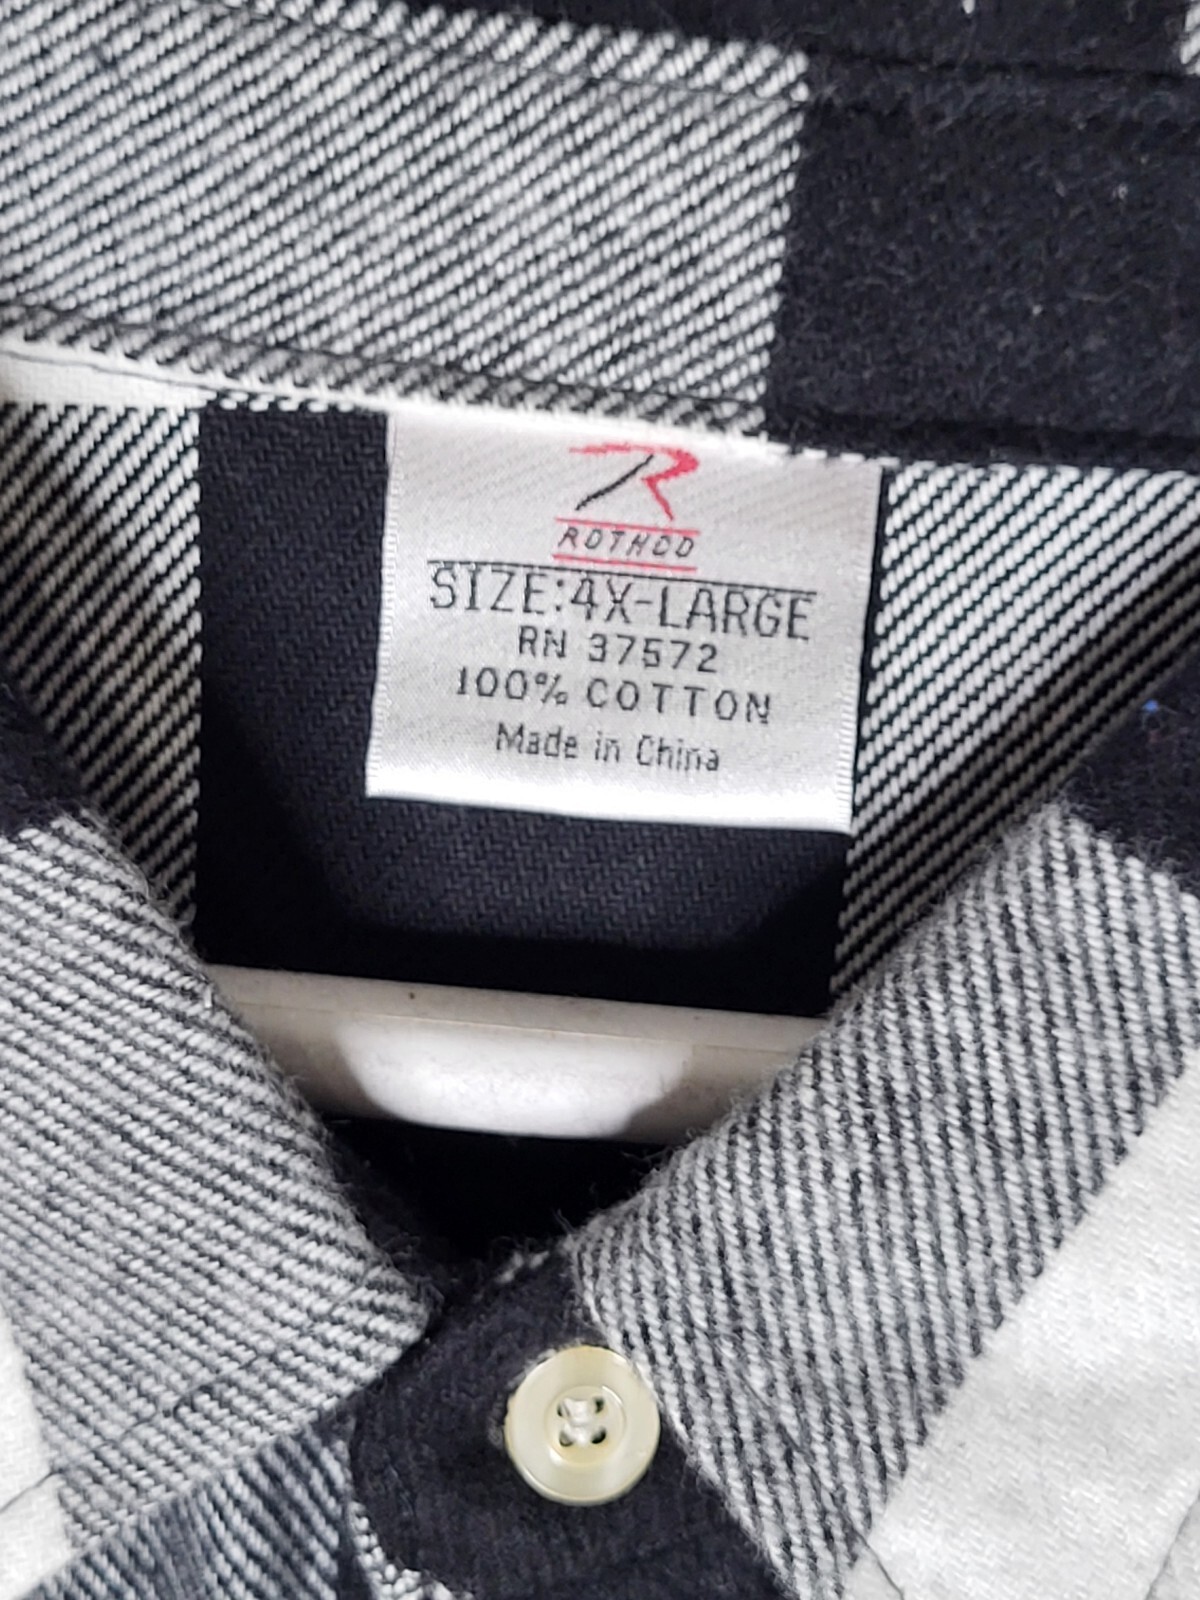 R
ROTHCO
SIZE:4X-LARGE
RN 37572
100% COTTON
Made in China